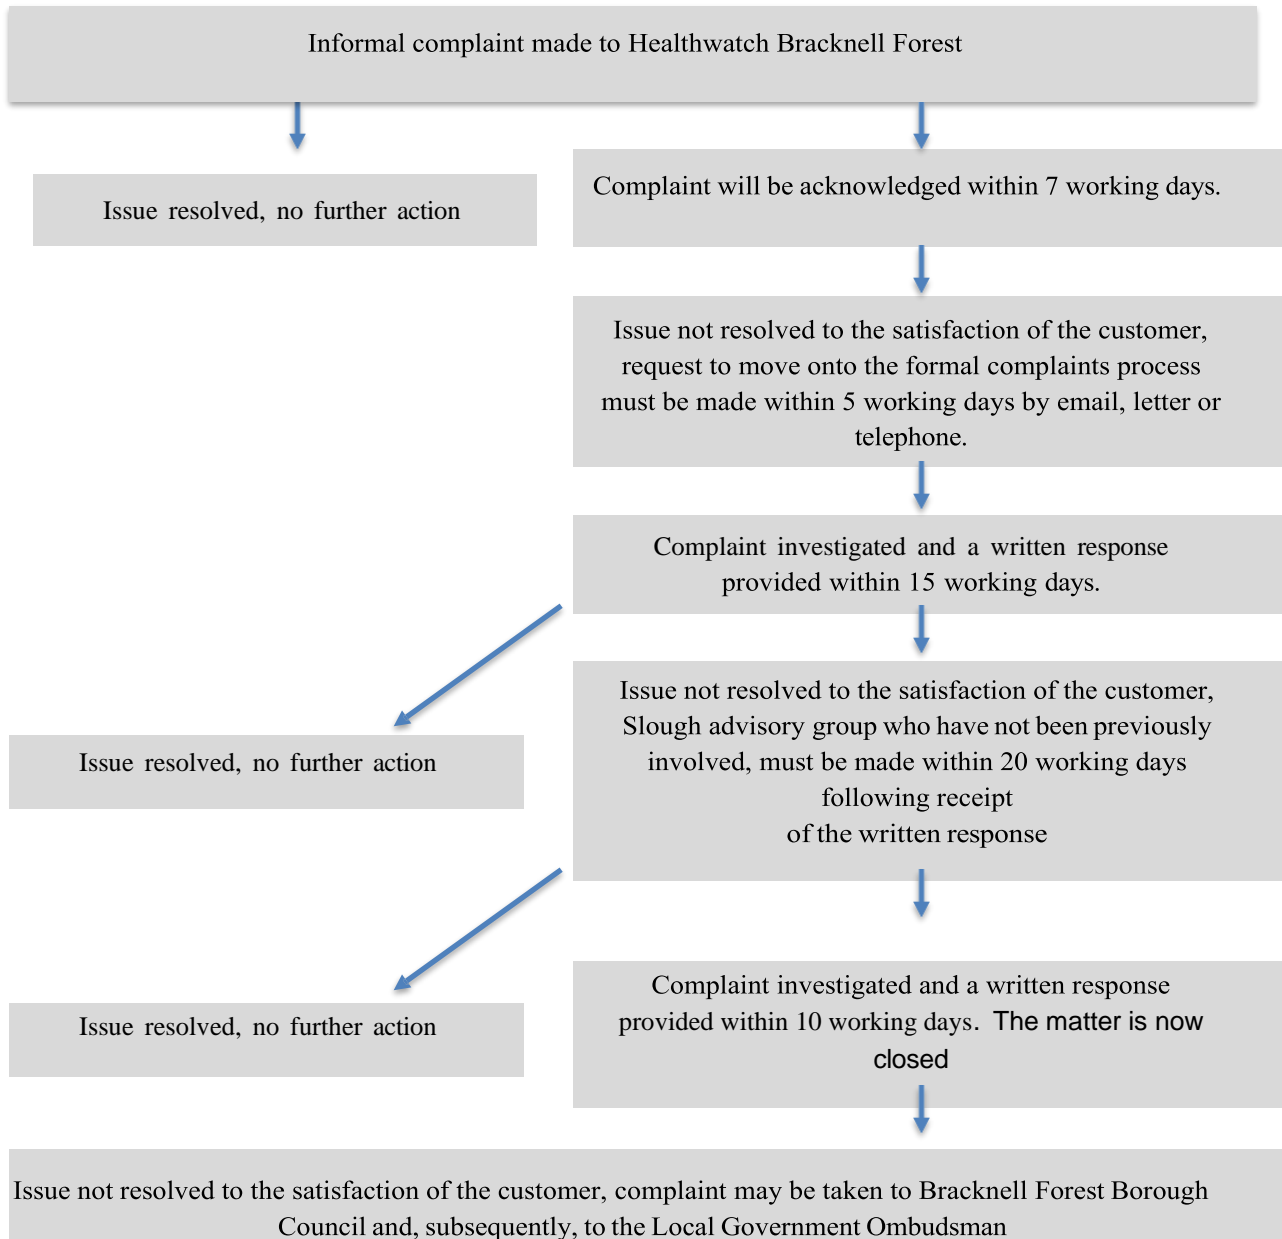 Informal complaint made to Healthwatch Bracknell Forest
Issue resolved, no further action
Complaint will be acknowledged within 7 working days.
Issue not resolved to the satisfaction of the customer,
request to move onto the formal complaints process
must be made within 5 working days by email, letter or
telephone.
Complaint investigated and a written response
provided within 15 working days.
Issue resolved, no further action
Issue not resolved to the satisfaction of the customer,
Slough advisory group who have not been previously
involved, must be made within 20 working days
following receipt
of the written response
Issue resolved, no further action
Complaint investigated and a written response
provided within 10 working days. The matter is now
closed
Issue not resolved to the satisfaction of the customer, complaint may be taken to Bracknell Forest Borough
Council and, subsequently, to the Local Government Ombudsman